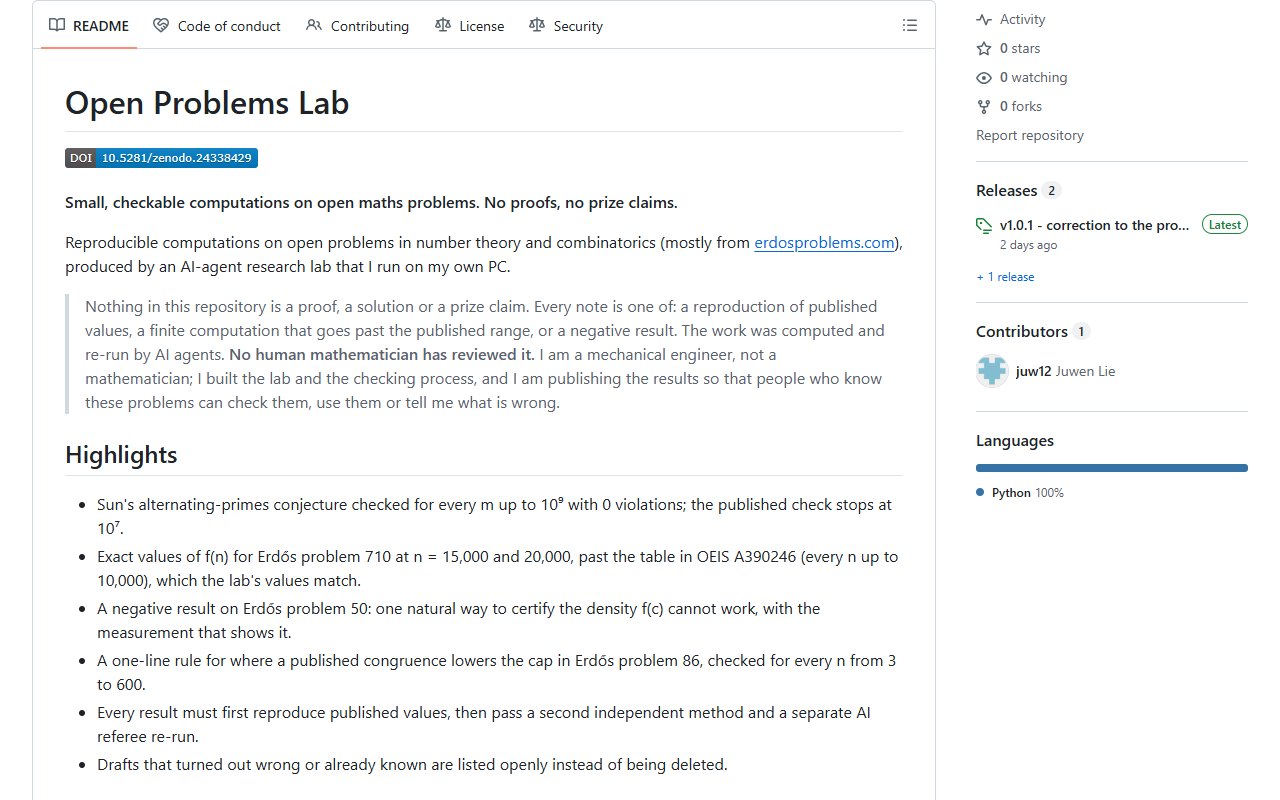 README
Code of conduct
Contributing
License
Security
Open Problems Lab
DOI 10.5281/zenodo.24338429
Small, checkable computations on open maths problems. No proofs, no prize claims.
Reproducible computations on open problems in number theory and combinatorics (mostly from erdosproblems.com),
produced by an AI-agent research lab that I run on my own PC.
Nothing in this repository is a proof, a solution or a prize claim. Every note is one of: a reproduction of published
values, a finite computation that goes past the published range, or a negative result. The work was computed and
re-run by AI agents. No human mathematician has reviewed it. I am a mechanical engineer, not a
mathematician; I built the lab and the checking process, and I am publishing the results so that people who know
these problems can check them, use them or tell me what is wrong.
Highlights
• Sun's alternating-primes conjecture checked for every m up to 10⁹ with 0 violations; the published check stops at
10⁷.
• Exact values of f(n) for Erdős problem 710 at n = 15,000 and 20,000, past the table in OEIS A390246 (every n up to
10,000), which the lab's values match.
• A negative result on Erdős problem 50: one natural way to certify the density f(c) cannot work, with the
measurement that shows it.
• A one-line rule for where a published congruence lowers the cap in Erdős problem 86, checked for every n from 3
to 600.
• Every result must first reproduce published values, then pass a second independent method and a separate AI
referee re-run.
• Drafts that turned out wrong or already known are listed openly instead of being deleted.
Activity
0 stars
0 watching
0 forks
Report repository
Releases 2
v1.0.1 - correction to the pro... Latest
2 days ago
+ 1 release
Contributors 1
juw12 Juwen Lie
Languages
Python 100%